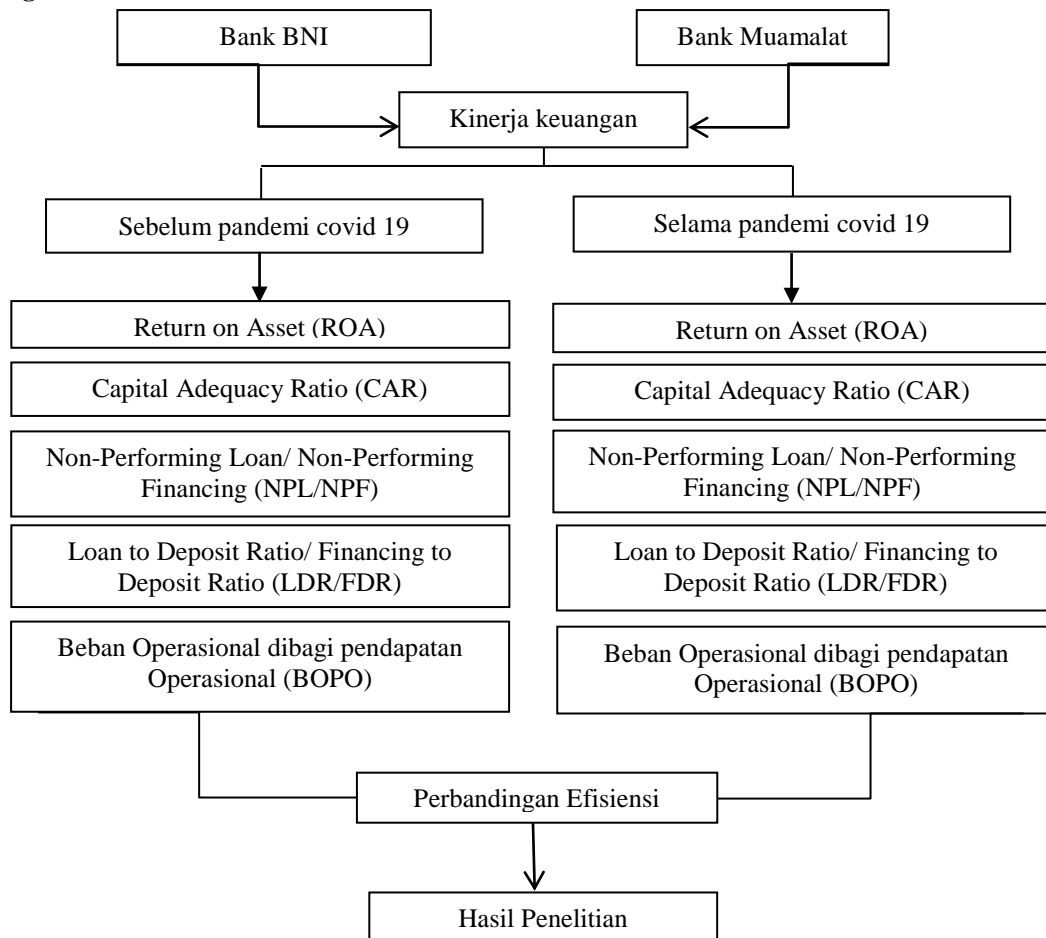 Bank BNI
Bank Muamalat
Kinerja keuangan
Sebelum pandemi covid 19
Selama pandemi covid 19
Return on Asset (ROA)
Capital Adequacy Ratio (CAR)
Non-Performing Loan/ Non-Performing
Financing (NPL/NPF)
Loan to Deposit Ratio/ Financing to
Deposit Ratio (LDR/FDR)
Beban Operasional dibagi pendapatan
Operasional (BOPO)
Return on Asset (ROA)
Capital Adequacy Ratio (CAR)
Non-Performing Loan/ Non-Performing
Financing (NPL/NPF)
Loan to Deposit Ratio/ Financing to
Deposit Ratio (LDR/FDR)
Beban Operasional dibagi pendapatan
Operasional (BOPO)
Perbandingan Efisiensi
Hasil Penelitian